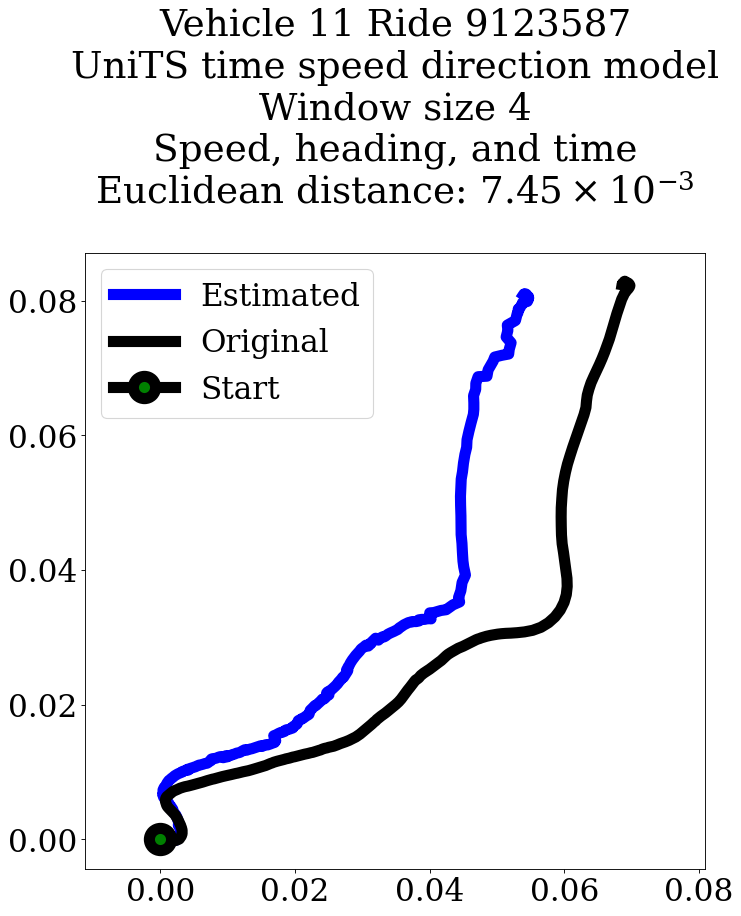 Vehicle 11 Ride 9123587
UniTS time speed direction model
Window size 4
Speed, heading, and time
Euclidean distance: 7.45 × 10⁻³
Estimated
Original
Start
0.08
0.06
0.04
0.02
0.00
0.00 0.02 0.04 0.06 0.08